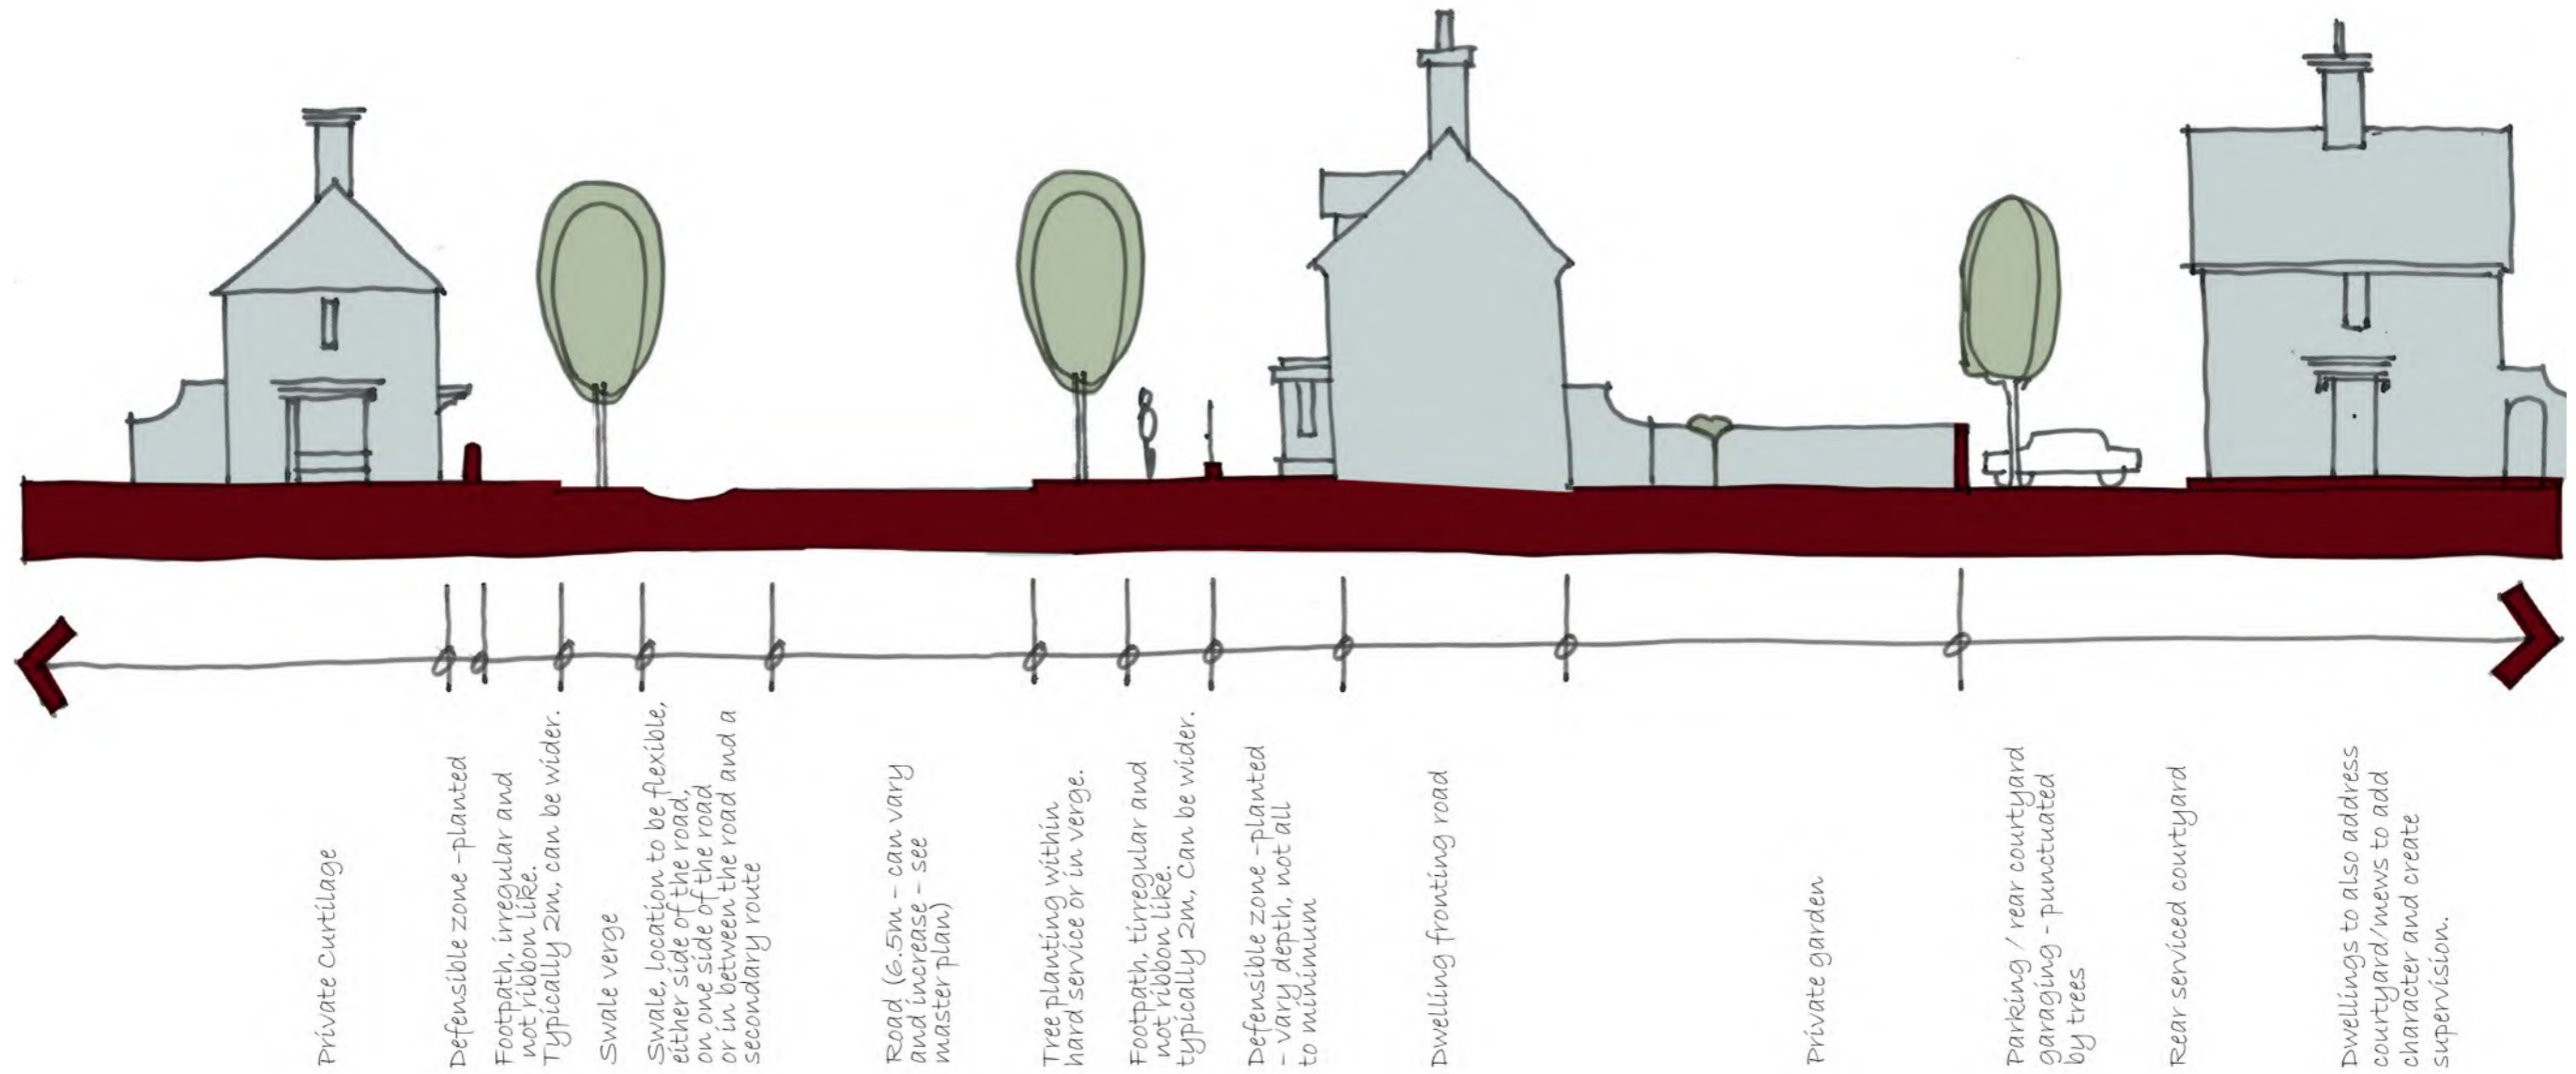 Private Curtilage
Defensible zone -planted
Footpath, irregular and
not ribbon like.
Typically 2m, can be wider.
Swale verge
Swale, location to be flexible,
either side of the road,
on one side of the road
or in between the road and a
secondary route
Road (6.5m - can vary
and increase - see
masterplan)
Tree planting within
hard service or in verge.
Footpath, tirregular and
not ribbon like.
typically 2m, Can be wider.
Defensible zone -planted
- vary depth, not all
to minimum
Dwelling fronting road
Private garden
Parking / rear courtyard
garaging - punctuated
by trees
Rear serviced courtyard
Dwellings to also address
courtyard/mews to add
character and create
supervision.